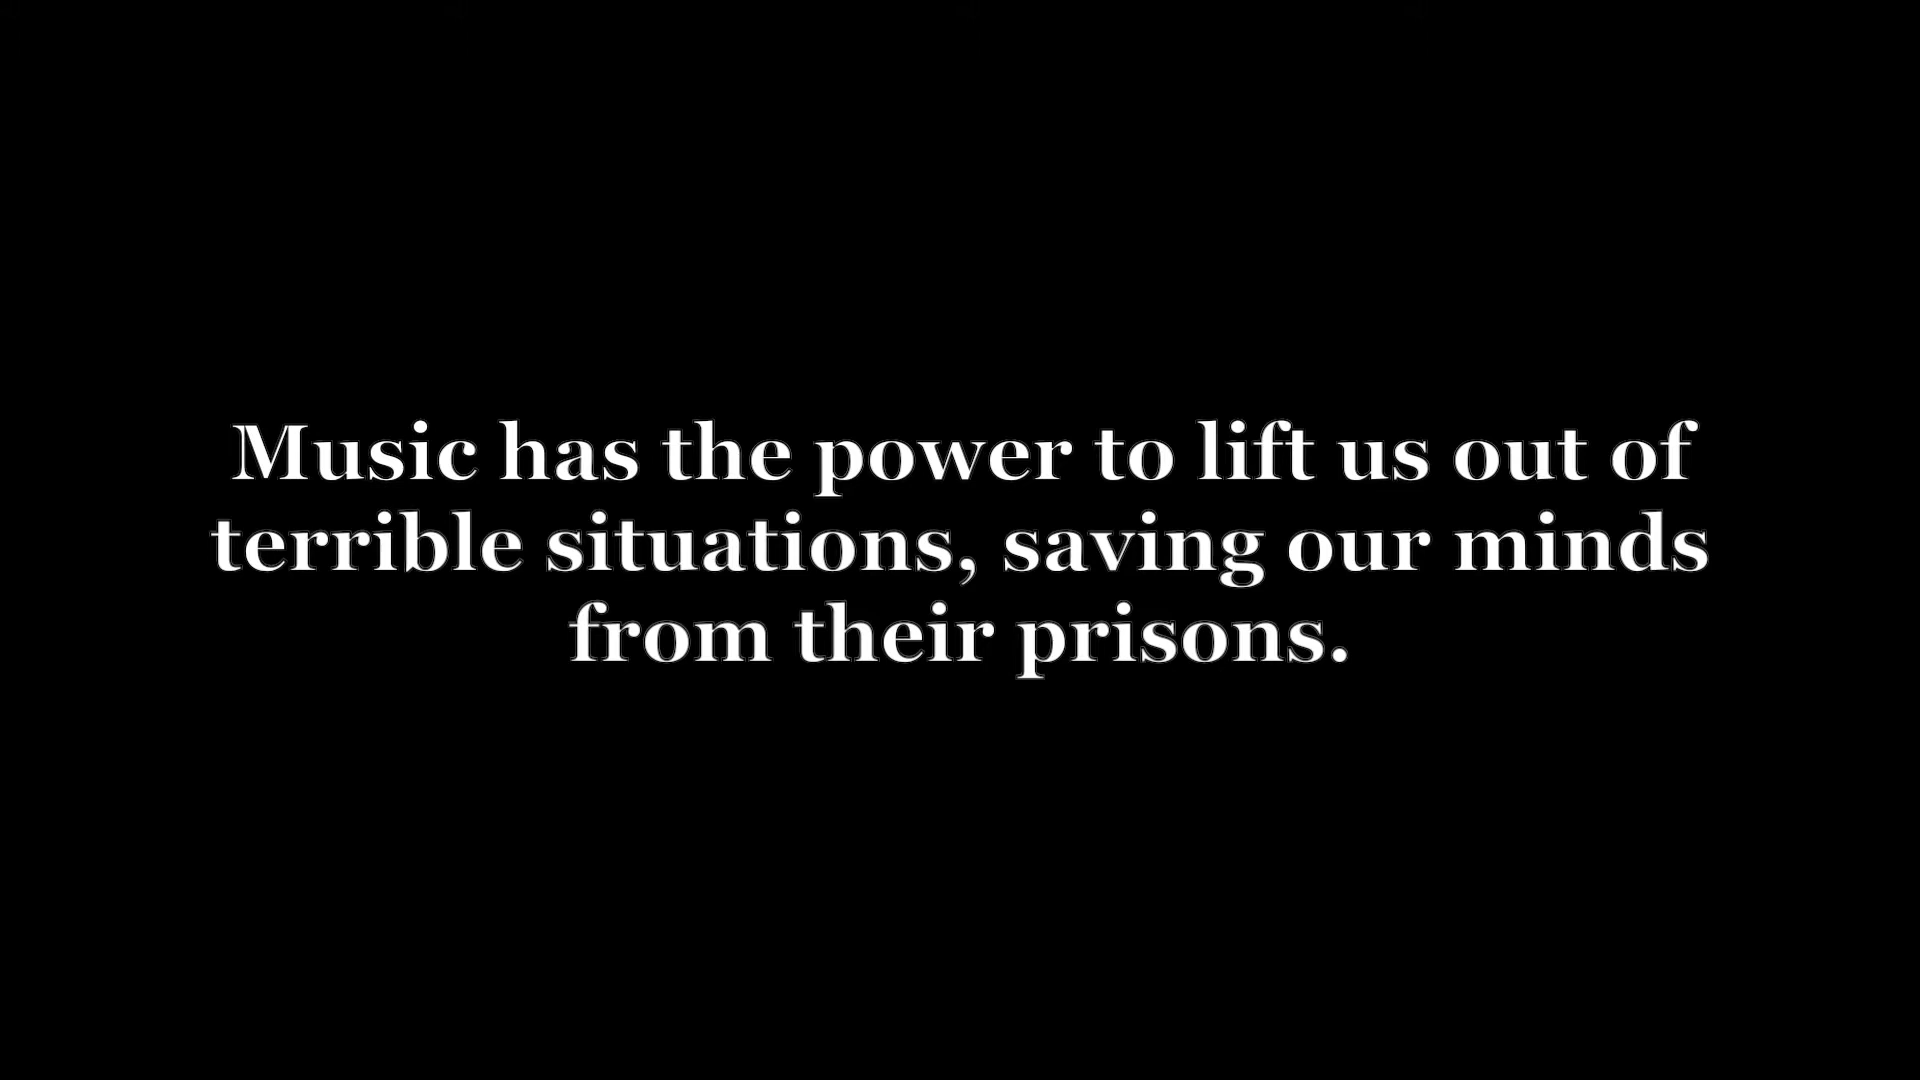 Music has the power to lift us out of
terrible situations, saving our minds
from their prisons.